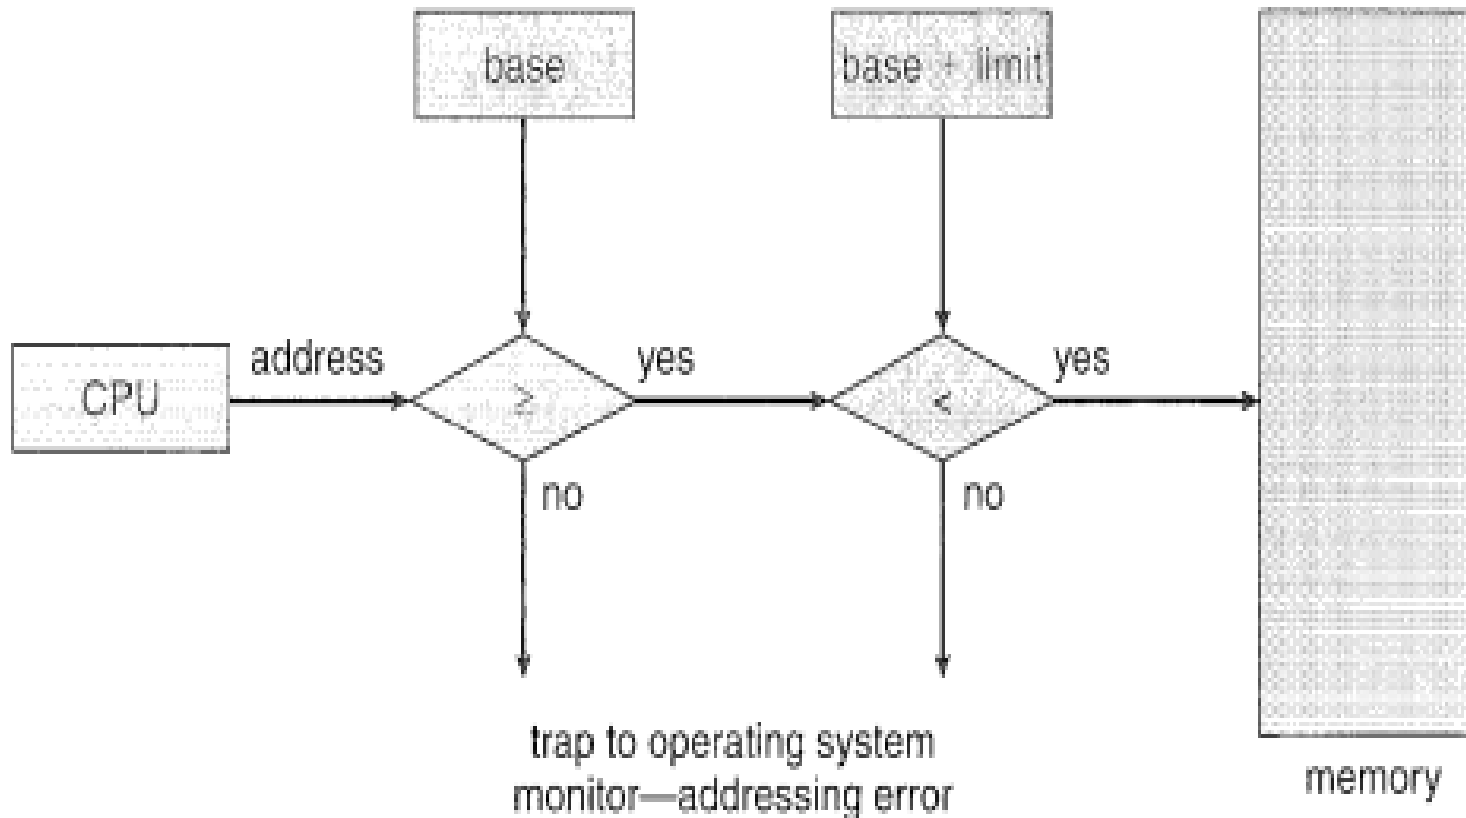 base
base + limit
CPU
address
≥
yes
<
yes
no
no
trap to operating system
monitor—addressing error
memory